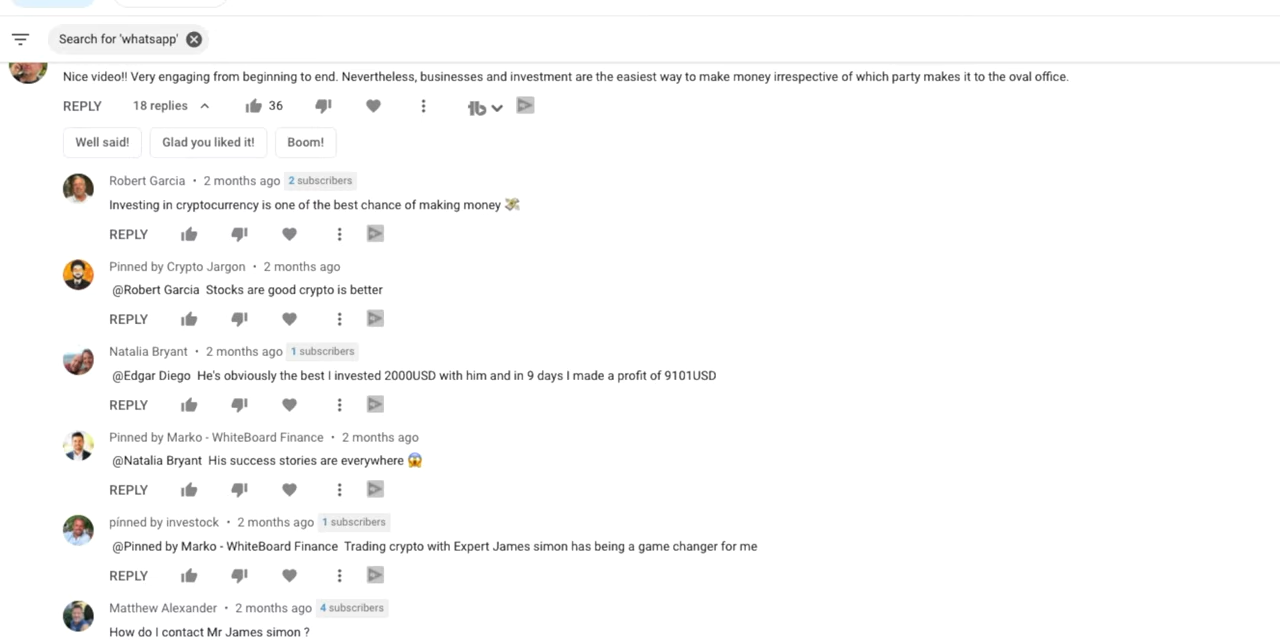 Search for 'whatsapp'
Nice video!! Very engaging from beginning to end. Nevertheless, businesses and investment are the easiest way to make money irrespective of which party makes it to the oval office.
REPLY 18 replies 36
Well said! Glad you liked it! Boom!
Robert Garcia • 2 months ago 2 subscribers
Investing in cryptocurrency is one of the best chance of making money 💸
REPLY
Pinned by Crypto Jargon • 2 months ago
@Robert Garcia Stocks are good crypto is better
REPLY
Natalia Bryant • 2 months ago 1 subscribers
@Edgar Diego He's obviously the best I invested 2000USD with him and in 9 days I made a profit of 9101USD
REPLY
Pinned by Marko - WhiteBoard Finance • 2 months ago
@Natalia Bryant His success stories are everywhere 😱
REPLY
pínned by investock • 2 months ago 1 subscribers
@Pinned by Marko - WhiteBoard Finance Trading crypto with Expert James simon has being a game changer for me
REPLY
Matthew Alexander • 2 months ago 4 subscribers
How do I contact Mr James simon ?